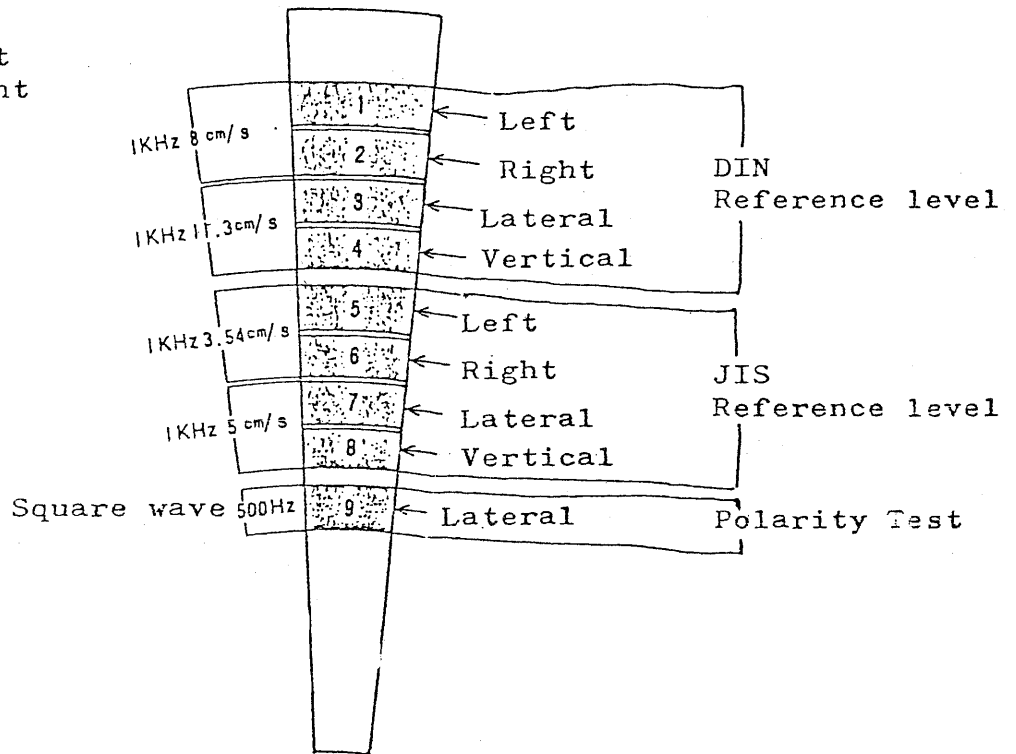 1KHz 8 cm/s
1KHz 11.3cm/s
1KHz 3.54cm/s
1KHz 5 cm/s
Square wave 500Hz
1
2
3
4
5
6
7
8
9
Left
Right
Lateral
Vertical
Left
Right
Lateral
Vertical
Lateral
DIN
Reference level
JIS
Reference level
Polarity Test